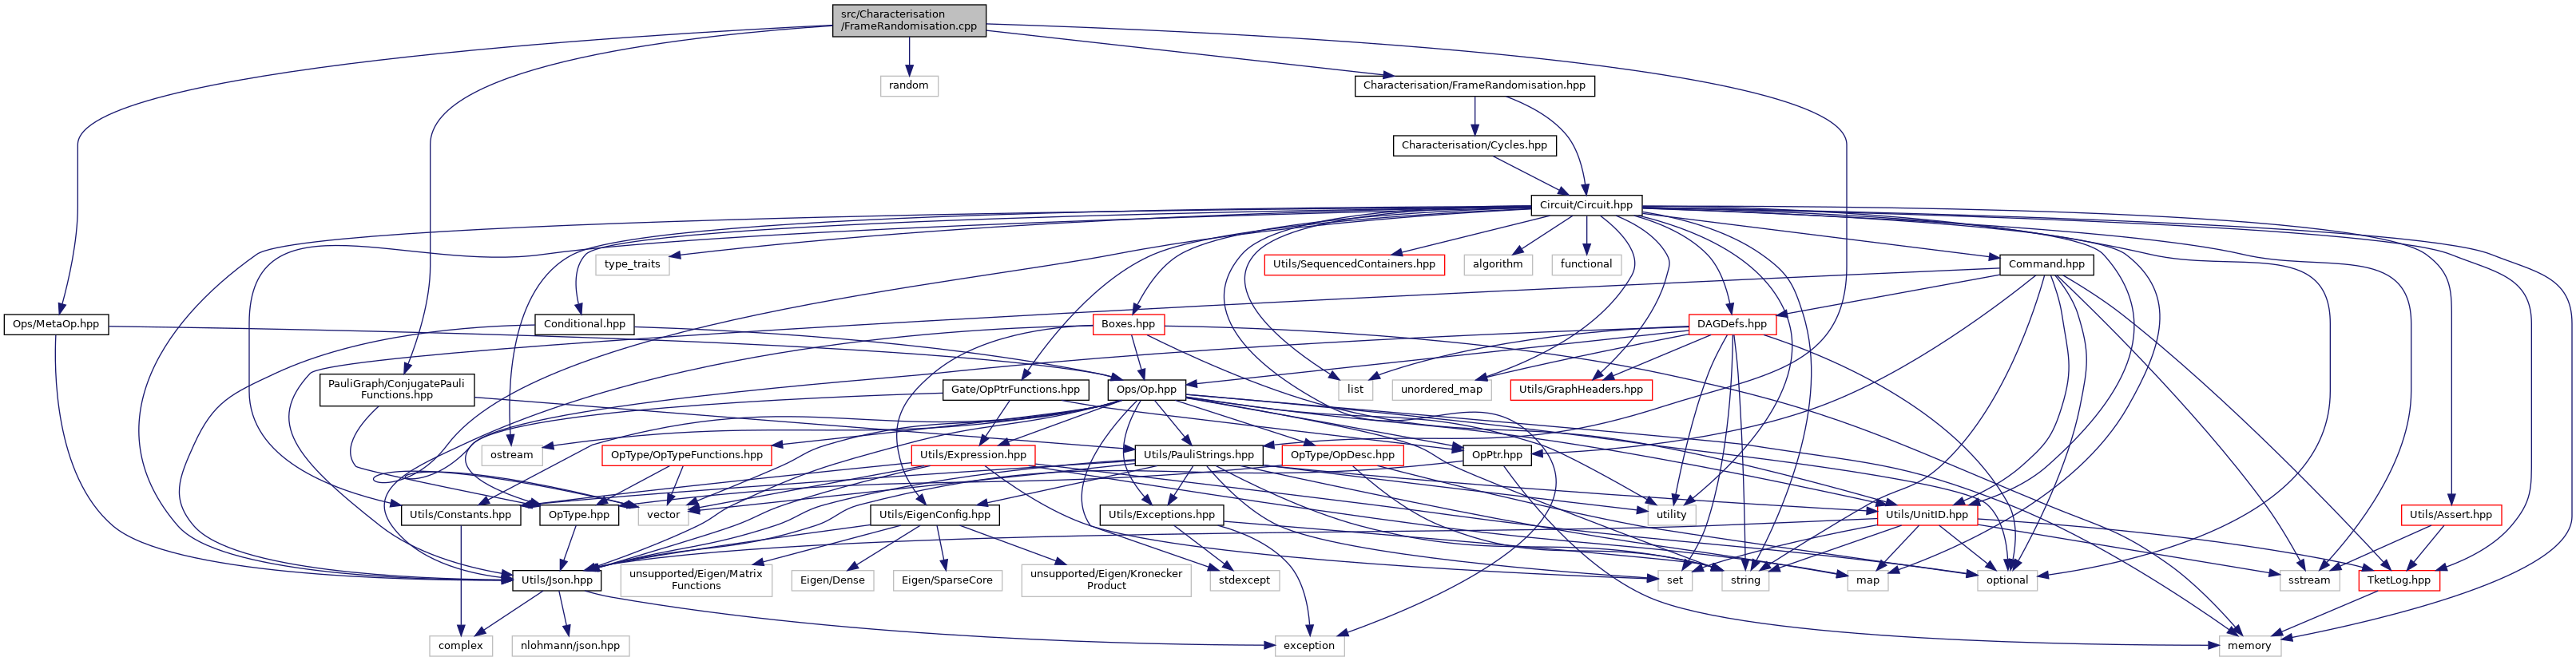 src/Characterisation
/FrameRandomisation.cpp
random
Characterisation/FrameRandomisation.hpp
Characterisation/Cycles.hpp
Circuit/Circuit.hpp
type_traits
Utils/SequencedContainers.hpp
algorithm
functional
Command.hpp
Ops/MetaOp.hpp
Conditional.hpp
Boxes.hpp
DAGDefs.hpp
PauliGraph/ConjugatePauli
Functions.hpp
Gate/OpPtrFunctions.hpp
Ops/Op.hpp
list
unordered_map
Utils/GraphHeaders.hpp
ostream
OpType/OpTypeFunctions.hpp
Utils/Expression.hpp
Utils/PauliStrings.hpp
OpType/OpDesc.hpp
OpPtr.hpp
Utils/Constants.hpp
OpType.hpp
vector
Utils/EigenConfig.hpp
Utils/Exceptions.hpp
utility
Utils/UnitID.hpp
Utils/Assert.hpp
Utils/Json.hpp
unsupported/Eigen/Matrix
Functions
Eigen/Dense
Eigen/SparseCore
unsupported/Eigen/Kronecker
Product
stdexcept
set
string
map
optional
sstream
TketLog.hpp
complex
nlohmann/json.hpp
exception
memory